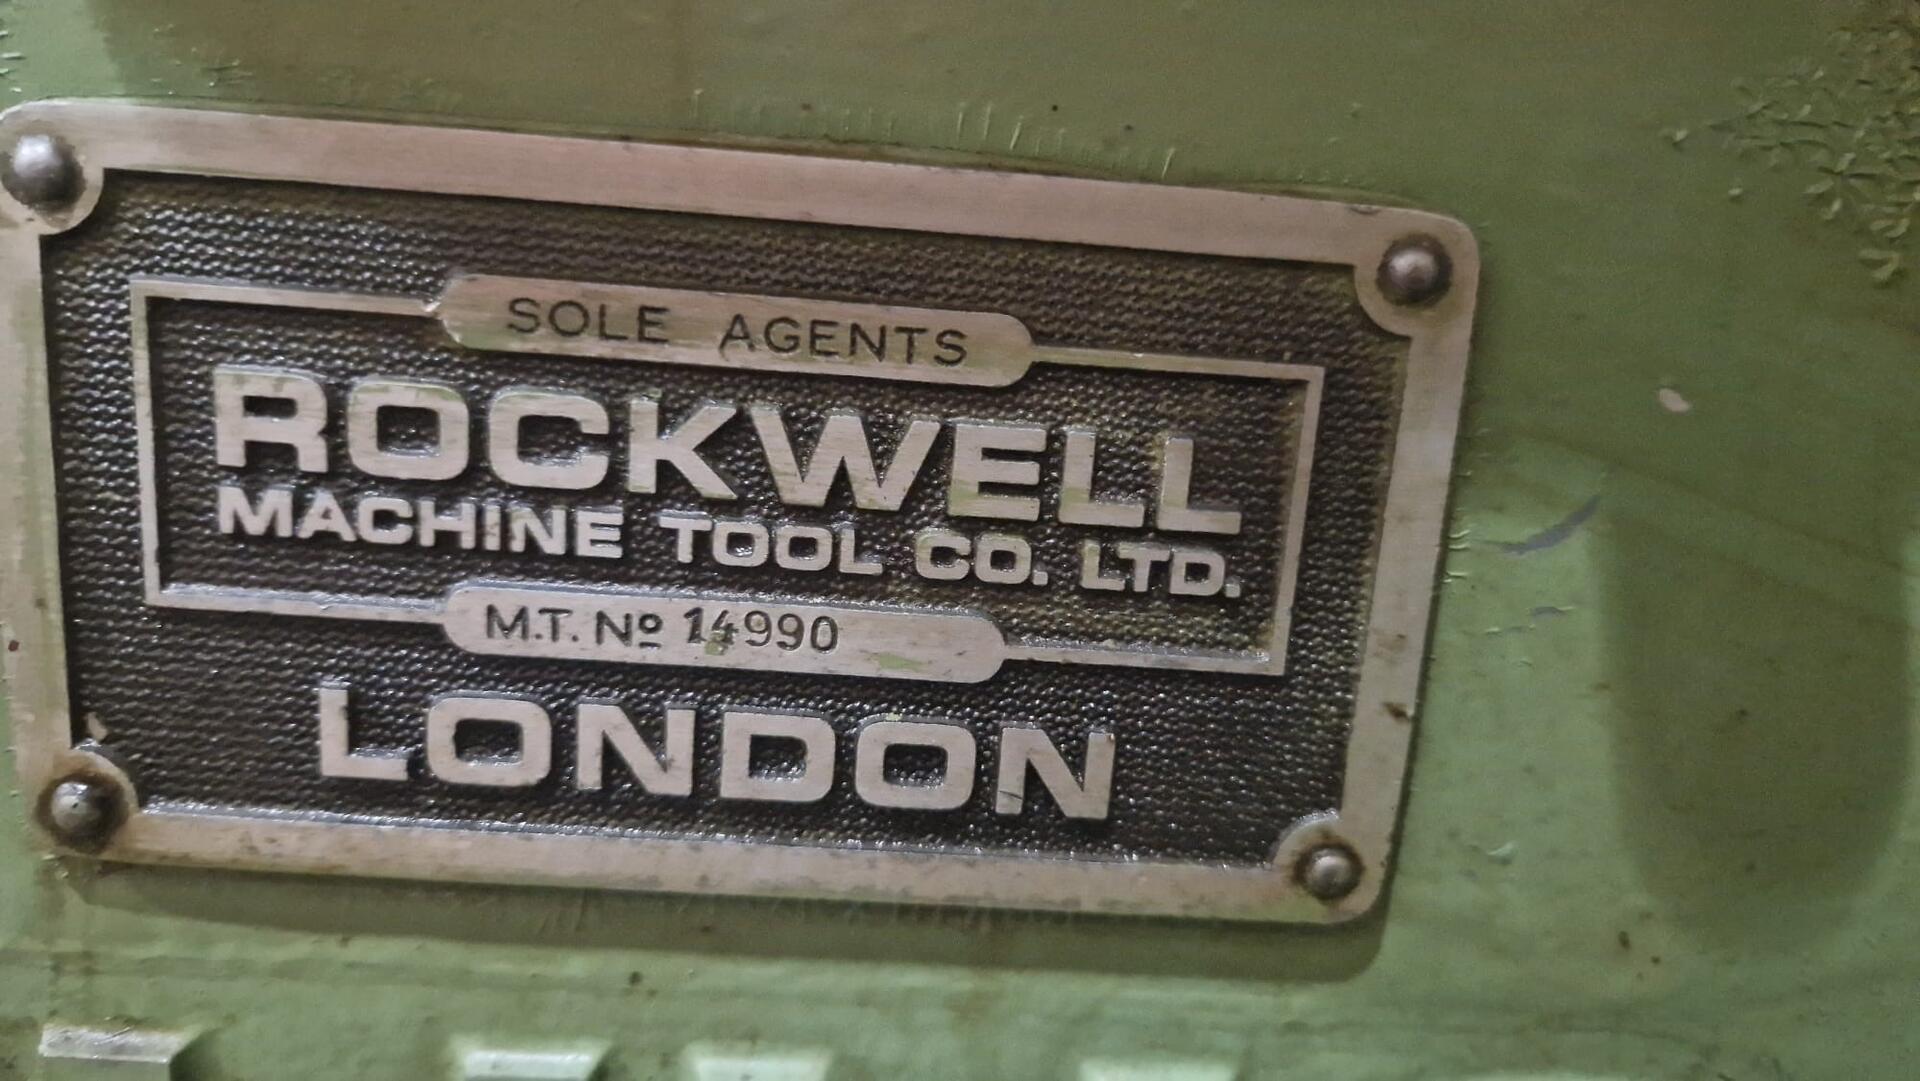 SOLE AGENTS
ROCKWELL
MACHINE TOOL CO. LTD.
M.T. Nº 14990
LONDON